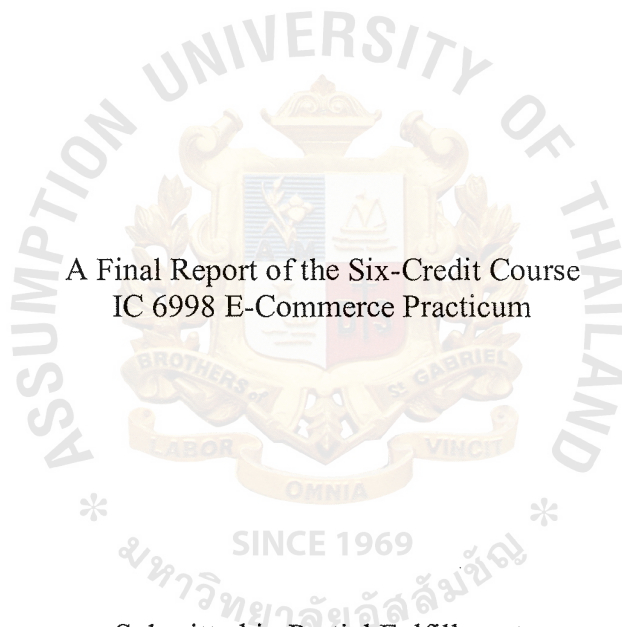 ASSUMPTION UNIVERSITY OF THAILAND
A Final Report of the Six-Credit Course
IC 6998 E-Commerce Practicum
BROTHERS of St GABRIEL
LABOR
OMNIA
VINCIT
SINCE 1969
มหาวิทยาลัยอัสสัมชัญ